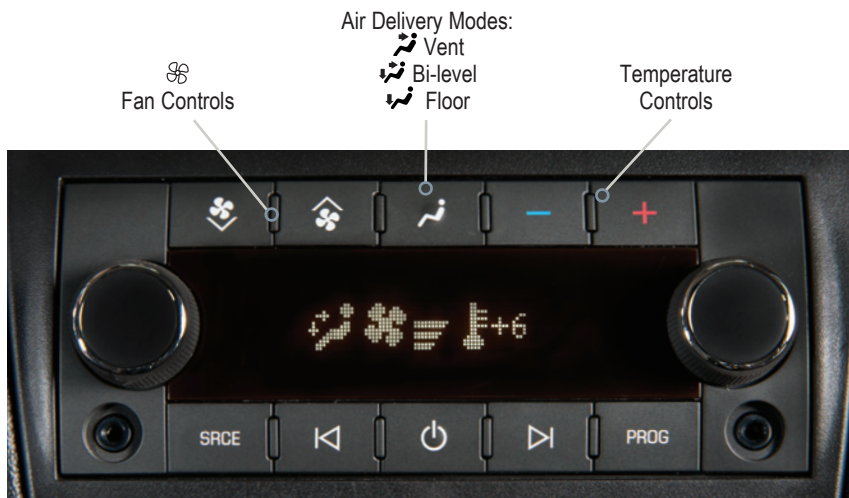 Air Delivery Modes:
Vent
Bi-level
Floor
Fan Controls
Temperature
Controls
− +
+6
SRCE PROG